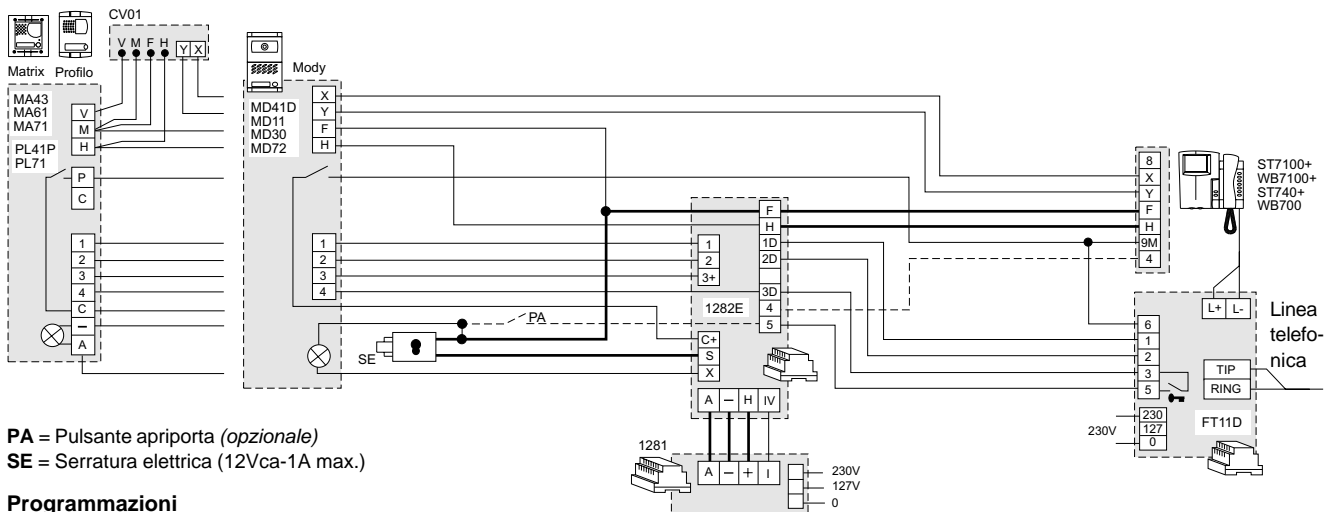 CV01
V M F H Y X
Matrix Profilo
MA43
MA61
MA71
PL41P
PL71
V
M
H
P
C
1
2
3
4
C
–
A
Mody
MD41D
MD11
MD30
MD72
X
Y
F
H
1
2
3
4
PA
SE
F
H
1D
2D
3D
4
5
1
2
3+
1282E
C+
S
X
A – H IV
1281
A – + I
230V
127V
0
8
X
Y
F
H
9M
4
ST7100+
WB7100+
ST740+
WB700
L+ L-
Linea
telefo-
nica
6
1
2
3
5
TIP
RING
230
127
0
230V
FT11D
PA = Pulsante apriporta (opzionale)
SE = Serratura elettrica (12Vca-1A max.)
Programmazioni